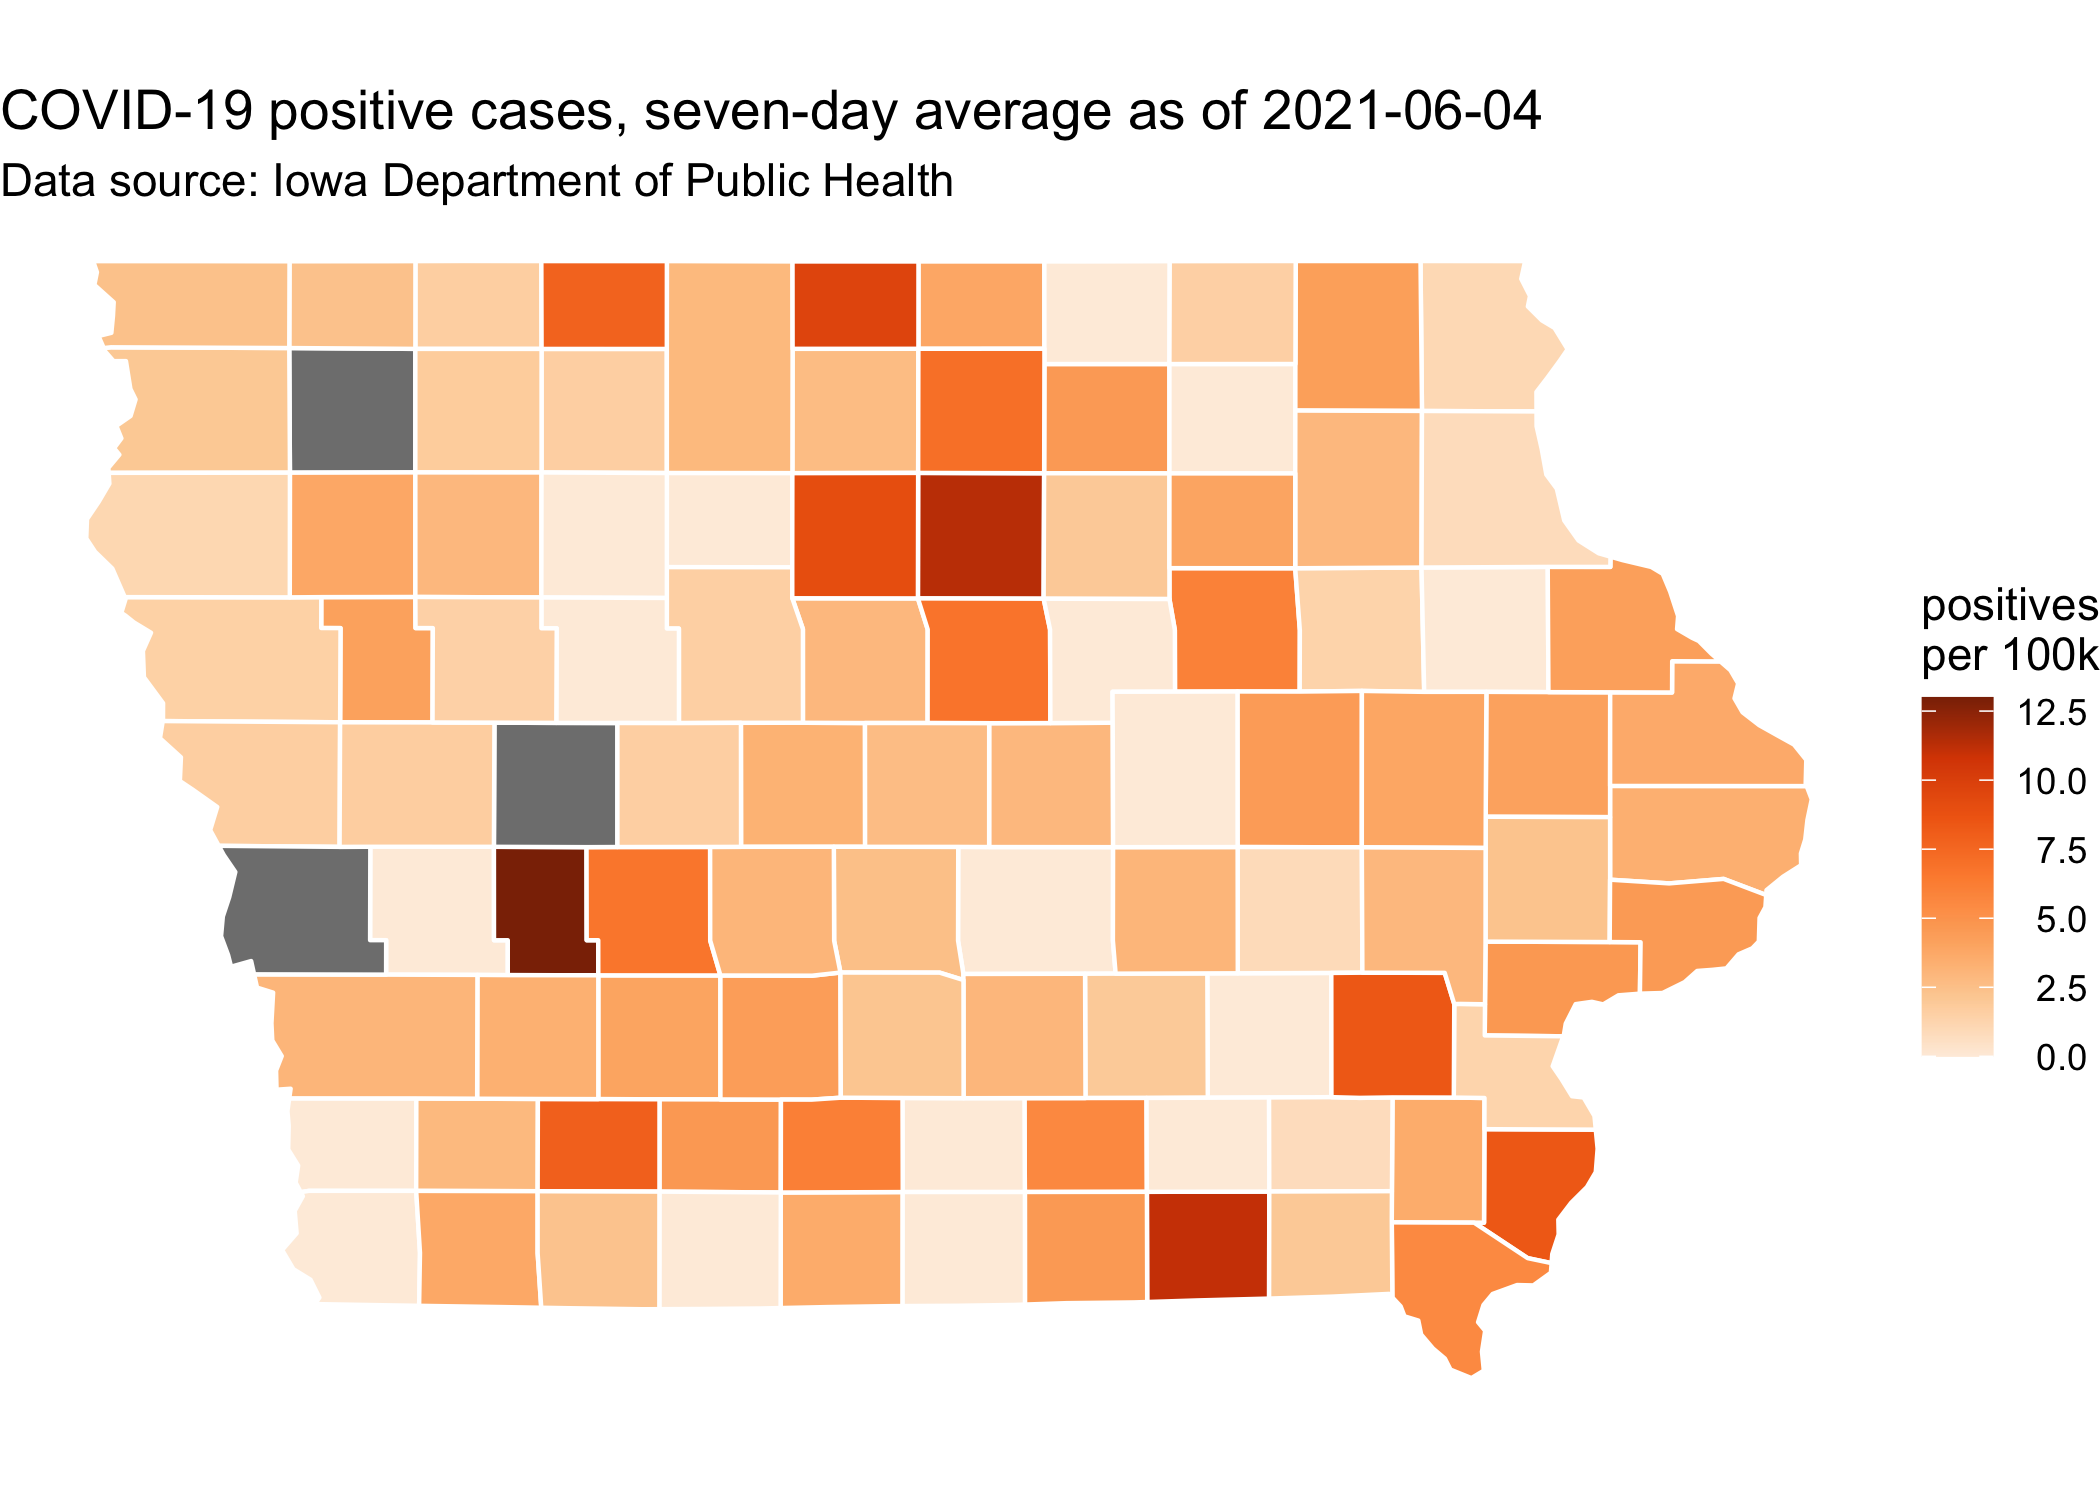 COVID-19 positive cases, seven-day average as of 2021-06-04
Data source: Iowa Department of Public Health
positives
per 100k
12.5
10.0
7.5
5.0
2.5
0.0